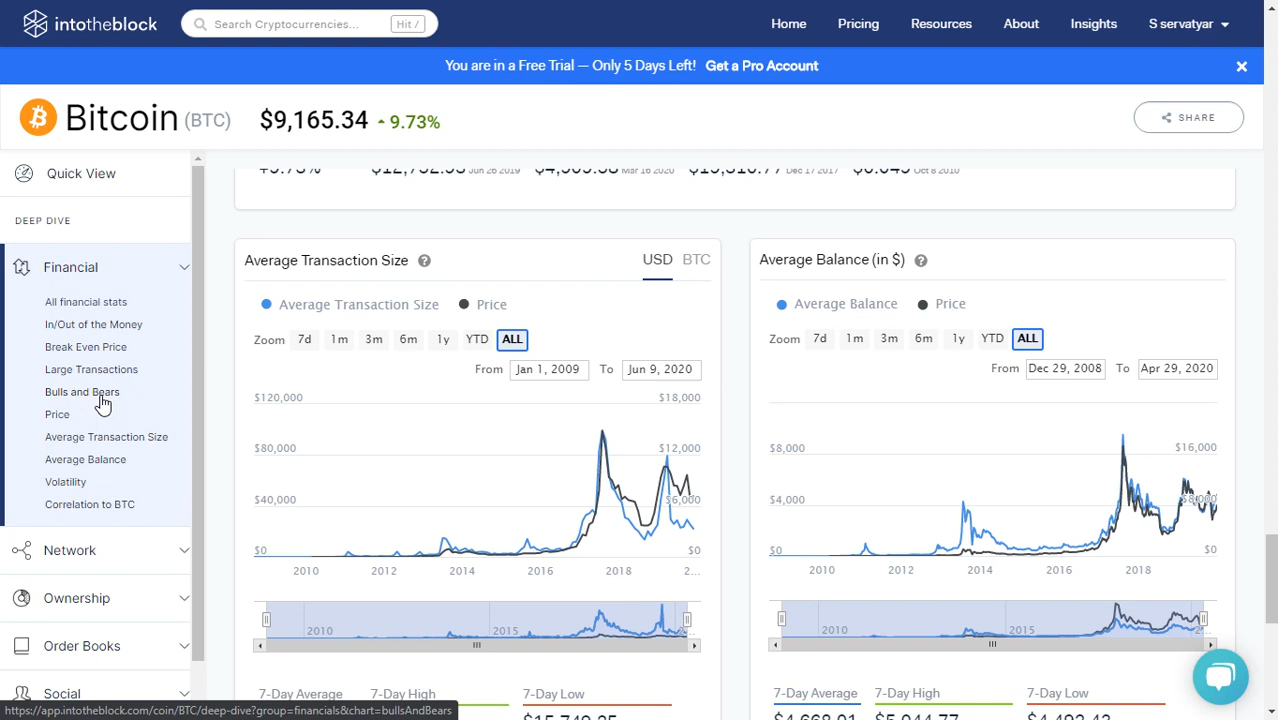 intotheblock
Search Cryptocurrencies...
Hit /
Home
Pricing
Resources
About
Insights
S servatyar
You are in a Free Trial — Only 5 Days Left! Get a Pro Account
Bitcoin (BTC)
$9,165.34
9.73%
SHARE
Quick View
DEEP DIVE
Financial
All financial stats
In/Out of the Money
Break Even Price
Large Transactions
Bulls and Bears
Price
Average Transaction Size
Average Balance
Volatility
Correlation to BTC
Network
Ownership
Order Books
Social
Average Transaction Size
USD
BTC
Average Transaction Size
Price
Zoom 7d 1m 3m 6m 1y YTD ALL
From Jan 1, 2009 To Jun 9, 2020
$120,000 $18,000
$80,000 $12,000
$40,000 $6,000
$0 $0
2010 2012 2014 2016 2018 2...
2010 2015 2...
7-Day Average 7-Day High 7-Day Low
Average Balance (in $)
Average Balance
Price
Zoom 7d 1m 3m 6m 1y YTD ALL
From Dec 29, 2008 To Apr 29, 2020
$8,000 $16,000
$4,000 $8,000
$0 $0
2010 2012 2014 2016 2018
2010 2015 2...
7-Day Average 7-Day High 7-Day Low
https://app.intotheblock.com/coin/BTC/deep-dive?group=financials&chart=bullsAndBears